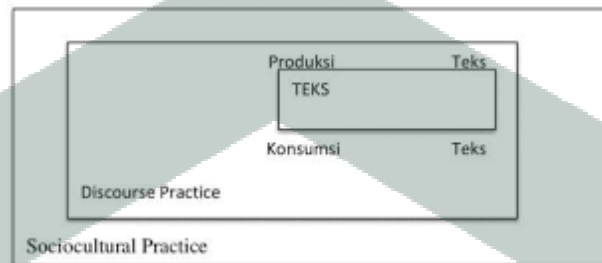 Produksi Teks
TEKS
Konsumsi Teks
Discourse Practice
Sociocultural Practice